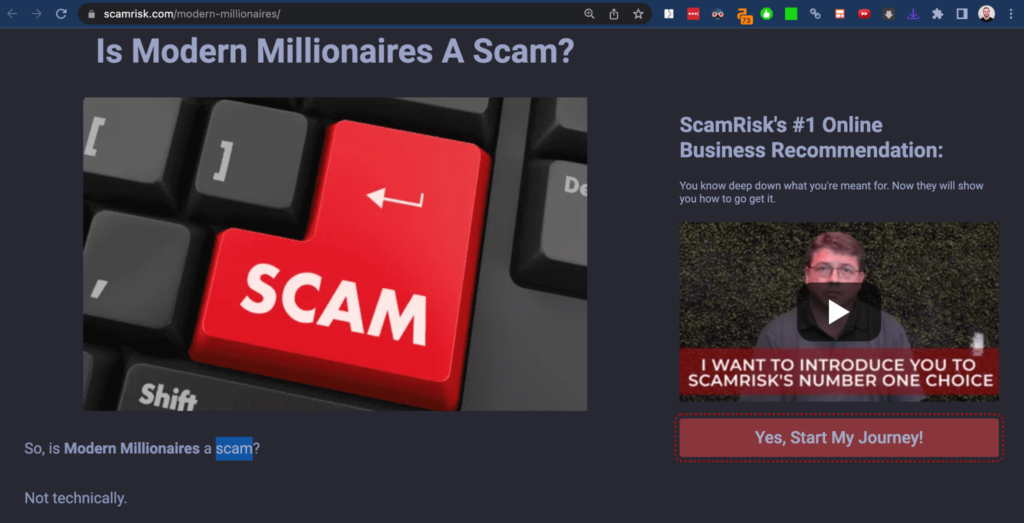 scamrisk.com/modern-millionaires/
73
Is Modern Millionaires A Scam?
[
]
De
,
SCAM
Shift
ScamRisk's #1 Online
Business Recommendation:
You know deep down what you're meant for. Now they will show
you how to go get it.
I WANT TO INTRODUCE YOU TO
SCAMRISK'S NUMBER ONE CHOICE
Yes, Start My Journey!
So, is Modern Millionaires a scam?
Not technically.